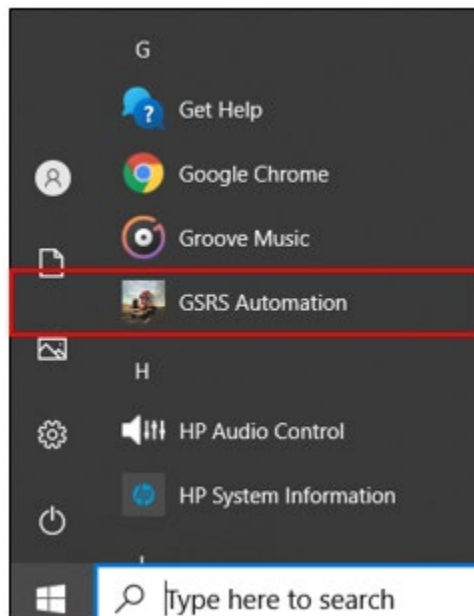 G
Get Help
Google Chrome
Groove Music
GSRS Automation
H
HP Audio Control
HP System Information
Type here to search